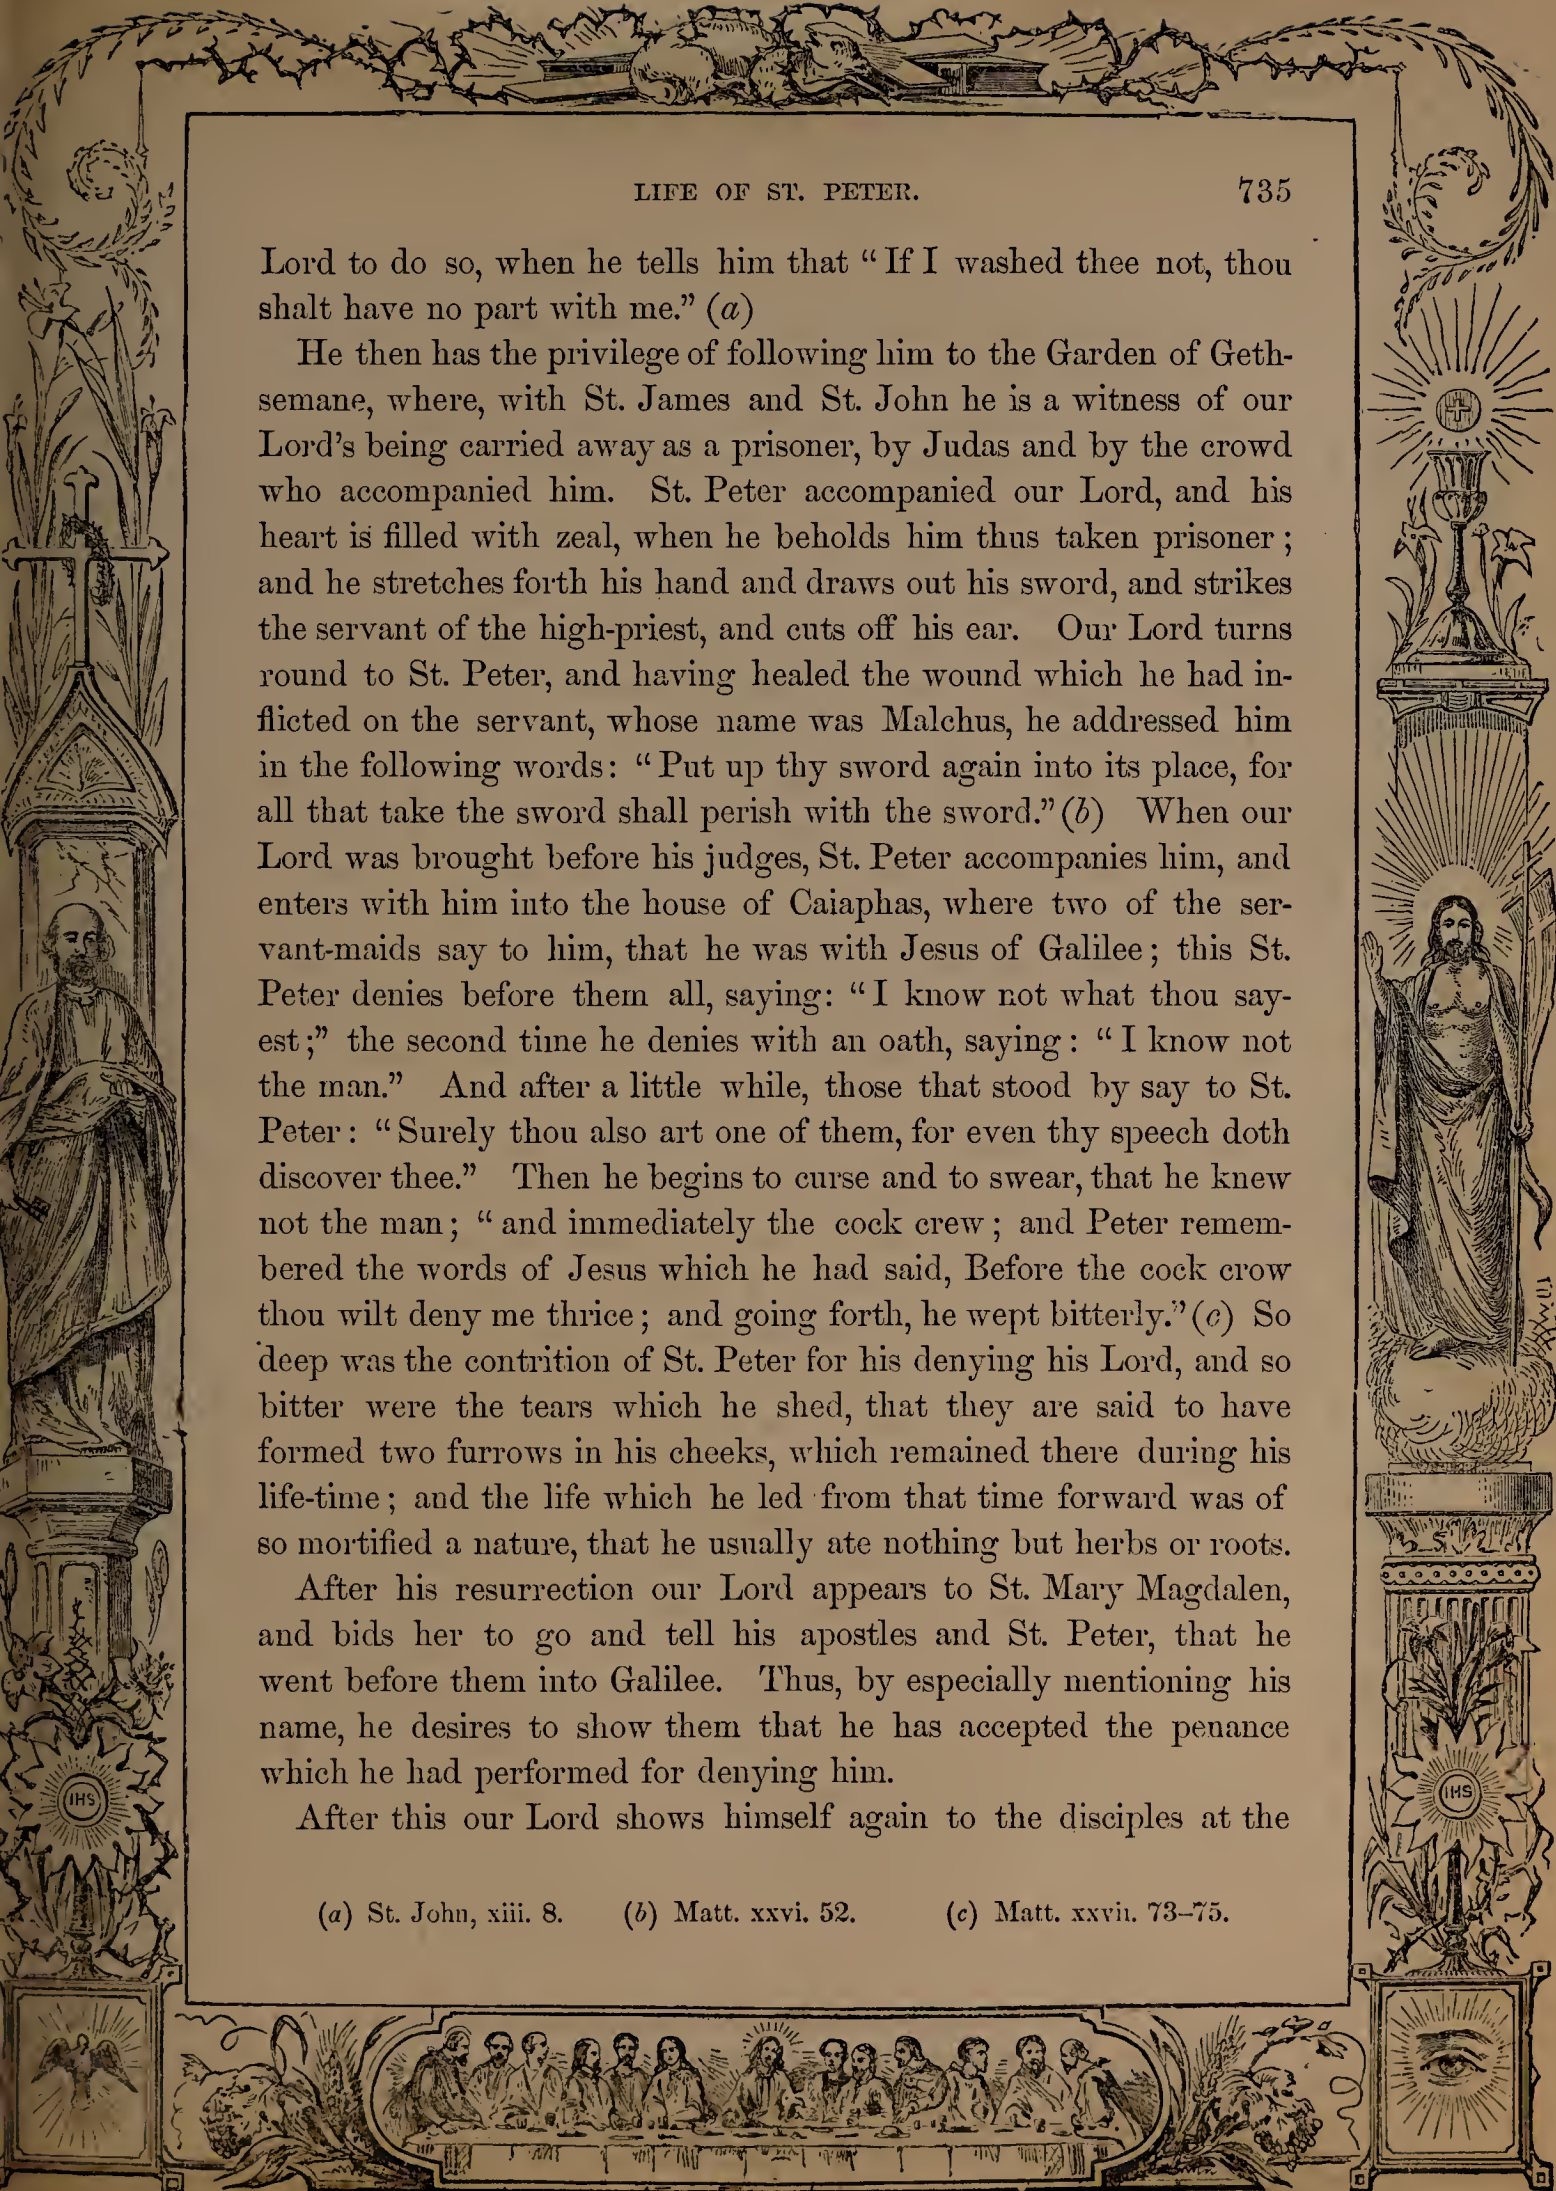 LIFE OF ST. PETER. 735
Lord to do so, when he tells him that “ If I washed thee not, thou
shalt have no part with me.” (a)
He then has the privilege of following him to the Garden of Geth-
semane, where, with St. James and St. John he is a witness of our
Lord’s being carried away as a prisoner, by Judas and by the crowd
who accompanied him. St. Peter accompanied our Lord, and his
heart is filled with zeal, when he beholds him thus taken prisoner ;
and he stretches forth his hand and draws out his sword, and strikes
the servant of the high-priest, and cuts off his ear. Our Lord turns
round to St. Peter, and having healed the wound which he had in-
flicted on the servant, whose name was Malchus, he addressed him
in the following words: “ Put up thy sword again into its place, for
all that take the sword shall perish with the sword.” (b) When our
Lord was brought before his judges, St. Peter accompanies him, and
enters with him into the house of Caiaphas, where two of the ser-
vant-maids say to him, that he was with Jesus of Galilee ; this St.
Peter denies before them all, saying: “ I know not what thou say-
est ;” the second time he denies with an oath, saying : “ I know not
the man.” And after a little while, those that stood by say to St.
Peter : “ Surely thou also art one of them, for even thy speech doth
discover thee.” Then he begins to curse and to swear, that he knew
not the man ; “ and immediately the cock crew ; and Peter remem-
bered the words of Jesus which he had said, Before the cock crow
thou wilt deny me thrice ; and going forth, he wept bitterly.” (c) So
deep was the contrition of St. Peter for his denying his Lord, and so
bitter were the tears which he shed, that they are said to have
formed two furrows in his cheeks, which remained there during his
life-time ; and the life which he led from that time forward was of
so mortified a nature, that he usually ate nothing but herbs or roots.
After his resurrection our Lord appears to St. Mary Magdalen,
and bids her to go and tell his apostles and St. Peter, that he
went before them into Galilee. Thus, by especially mentioning his
name, he desires to show them that he has accepted the penance
which he had performed for denying him.
After this our Lord shows himself again to the disciples at the
(a) St. John, xiii. 8. (b) Matt. xxvi. 52. (c) Matt. xxvii. 73–75.
IHS
IHS